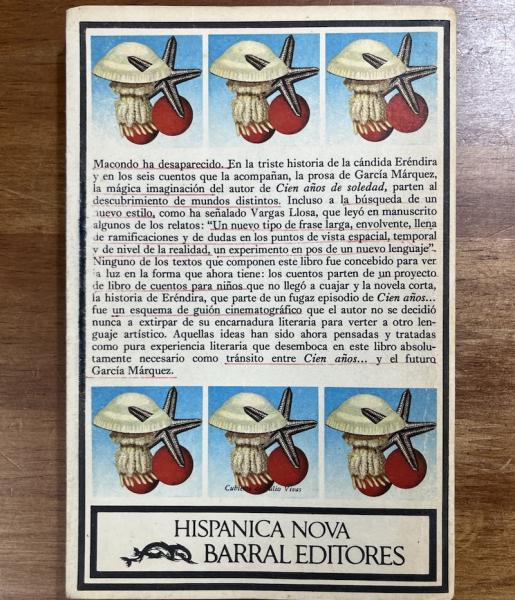 Macondo ha desaparecido. En la triste historia de la cándida Eréndira
y en los seis cuentos que la acompañan, la prosa de García Márquez,
la mágica imaginación del autor de Cien años de soledad, parten al
descubrimiento de mundos distintos. Incluso a la búsqueda de un
nuevo estilo, como ha señalado Vargas Llosa, que leyó en manuscrito
algunos de los relatos: “Un nuevo tipo de frase larga, envolvente, llena
de ramificaciones y de dudas en los puntos de vista espacial, temporal
y de nivel de la realidad, un experimento en pos de un nuevo lenguaje”.
Ninguno de los textos que componen este libro fue concebido para ver
la luz en la forma que ahora tiene: los cuentos parten de un proyecto
de libro de cuentos para niños que no llegó a cuajar y la novela corta,
la historia de Eréndira, que parte de un fugaz episodio de Cien años...
fue un esquema de guión cinematográfico que el autor no se decidió
nunca a extirpar de su encarnadura literaria para verter a otro len-
guaje artístico. Aquellas ideas han sido ahora pensadas y tratadas
como pura experiencia literaria que desemboca en este libro absolu-
tamente necesario como tránsito entre Cien años... y el futuro
García Márquez.
Cubierta de Julio Vivas
HISPANICA NOVA
BARRAL EDITORES